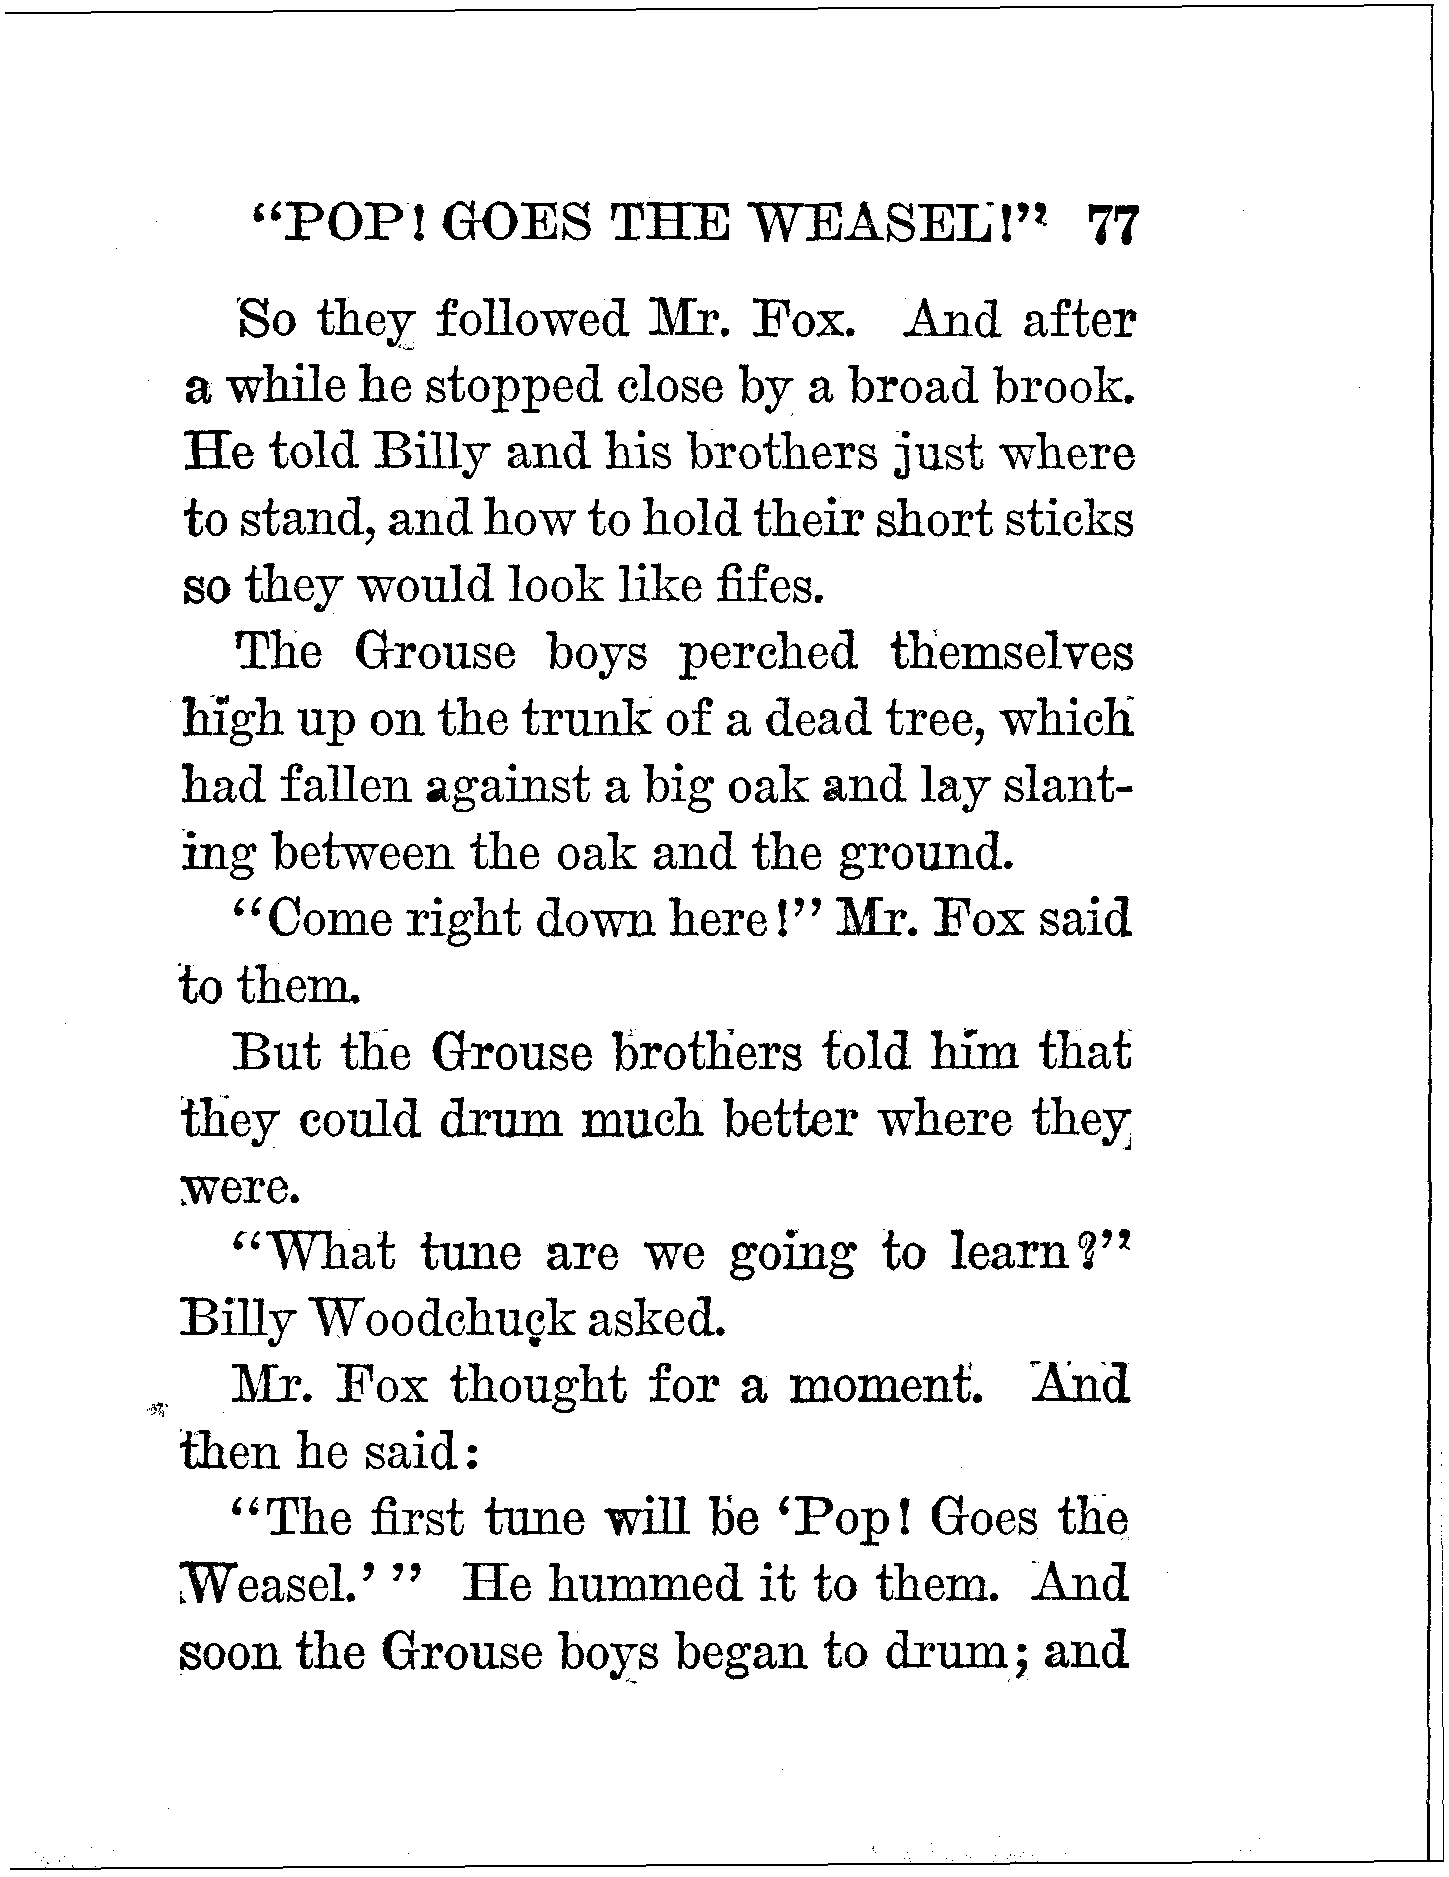 “POP! GOES THE WEASEL!” 77
So they followed Mr. Fox. And after
a while he stopped close by a broad brook.
He told Billy and his brothers just where
to stand, and how to hold their short sticks
so they would look like fifes.
The Grouse boys perched themselves
high up on the trunk of a dead tree, which
had fallen against a big oak and lay slant-
ing between the oak and the ground.
“Come right down here!” Mr. Fox said
to them.
But the Grouse brothers told him that
they could drum much better where they
were.
“What tune are we going to learn?”
Billy Woodchuck asked.
Mr. Fox thought for a moment. And
then he said:
“The first tune will be ‘Pop! Goes the
Weasel.’ ” He hummed it to them. And
soon the Grouse boys began to drum; and